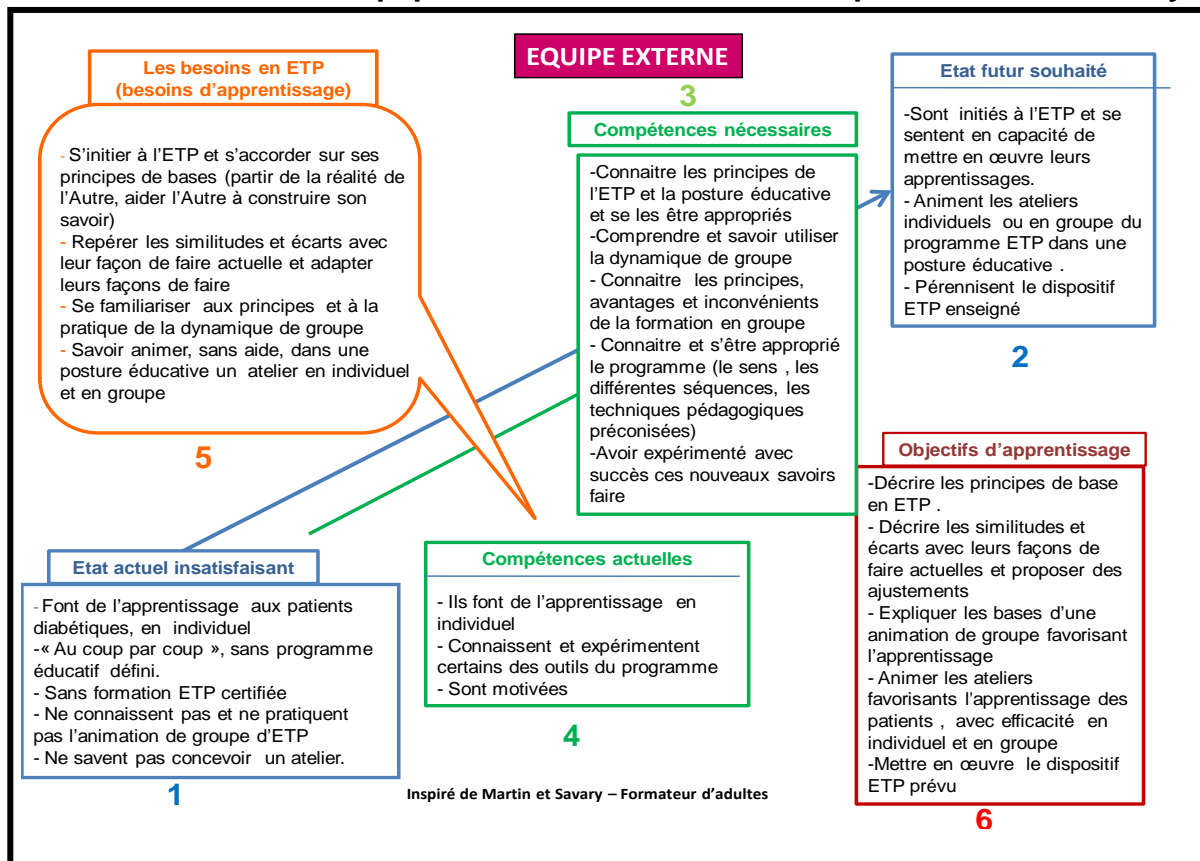 EQUIPE EXTERNE
Les besoins en ETP
(besoins d'apprentissage)
- S'initier à l'ETP et s'accorder sur ses
principes de bases (partir de la réalité de
l'Autre, aider l'Autre à construire son
savoir)
- Repérer les similitudes et écarts avec
leur façon de faire actuelle et adapter
leurs façons de faire
- Se familiariser aux principes et à la
pratique de la dynamique de groupe
- Savoir animer, sans aide, dans une
posture éducative un atelier en individuel
et en groupe
5
3
Compétences nécessaires
-Connaitre les principes de
l'ETP et la posture éducative
et se les être appropriés
-Comprendre et savoir utiliser
la dynamique de groupe
- Connaitre les principes,
avantages et inconvénients
de la formation en groupe
- Connaitre et s'être approprié
le programme (le sens , les
différentes séquences, les
techniques pédagogiques
préconisées)
-Avoir expérimenté avec
succès ces nouveaux savoirs
faire
Etat futur souhaité
-Sont initiés à l'ETP et se
sentent en capacité de
mettre en œuvre leurs
apprentissages.
- Animent les ateliers
individuels ou en groupe du
programme ETP dans une
posture éducative .
- Pérennisent le dispositif
ETP enseigné
2
Etat actuel insatisfaisant
- Font de l'apprentissage aux patients
diabétiques, en individuel
-« Au coup par coup », sans programme
éducatif défini.
- Sans formation ETP certifiée
- Ne connaissent pas et ne pratiquent
pas l'animation de groupe d'ETP
- Ne savent pas concevoir un atelier.
1
Compétences actuelles
- Ils font de l'apprentissage en
individuel
- Connaissent et expérimentent
certains des outils du programme
- Sont motivées
4
Objectifs d'apprentissage
-Décrire les principes de base
en ETP .
- Décrire les similitudes et
écarts avec leurs façons de
faire actuelles et proposer des
ajustements
- Expliquer les bases d'une
animation de groupe favorisant
l'apprentissage
- Animer les ateliers
favorisants l'apprentissage des
patients , avec efficacité en
individuel et en groupe
-Mettre en œuvre le dispositif
ETP prévu
6
Inspiré de Martin et Savary – Formateur d'adultes